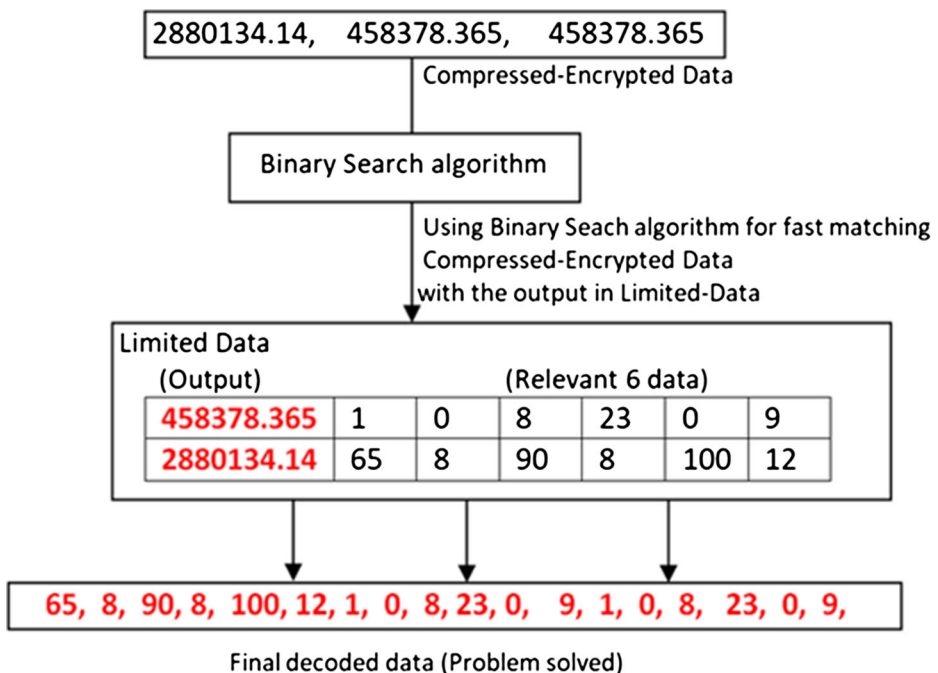 2880134.14, 458378.365, 458378.365
Compressed-Encrypted Data
Binary Search algorithm
Using Binary Seach algorithm for fast matching
Compressed-Encrypted Data
with the output in Limited-Data
Limited Data
(Output) (Relevant 6 data)
458378.365 1 0 8 23 0 9
2880134.14 65 8 90 8 100 12
65, 8, 90, 8, 100, 12, 1, 0, 8, 23, 0, 9, 1, 0, 8, 23, 0, 9,
Final decoded data (Problem solved)